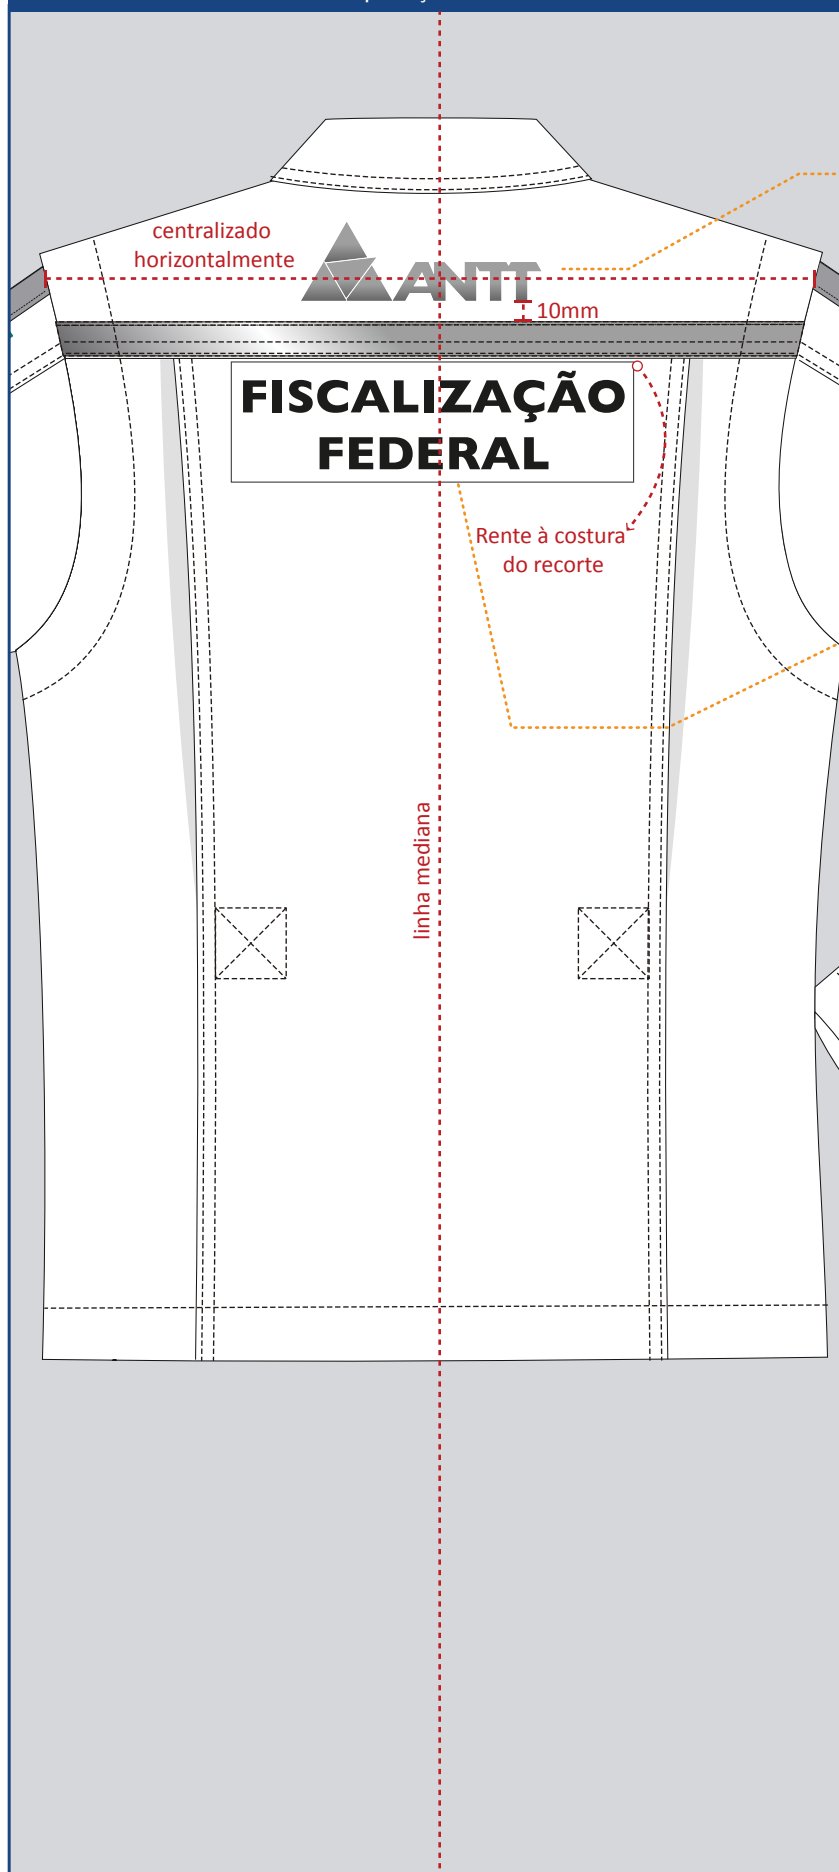 centralizado
horizontalmente
ANTT
10mm
FISCALIZAÇÃO
FEDERAL
Rente à costura
do recorte
linha mediana